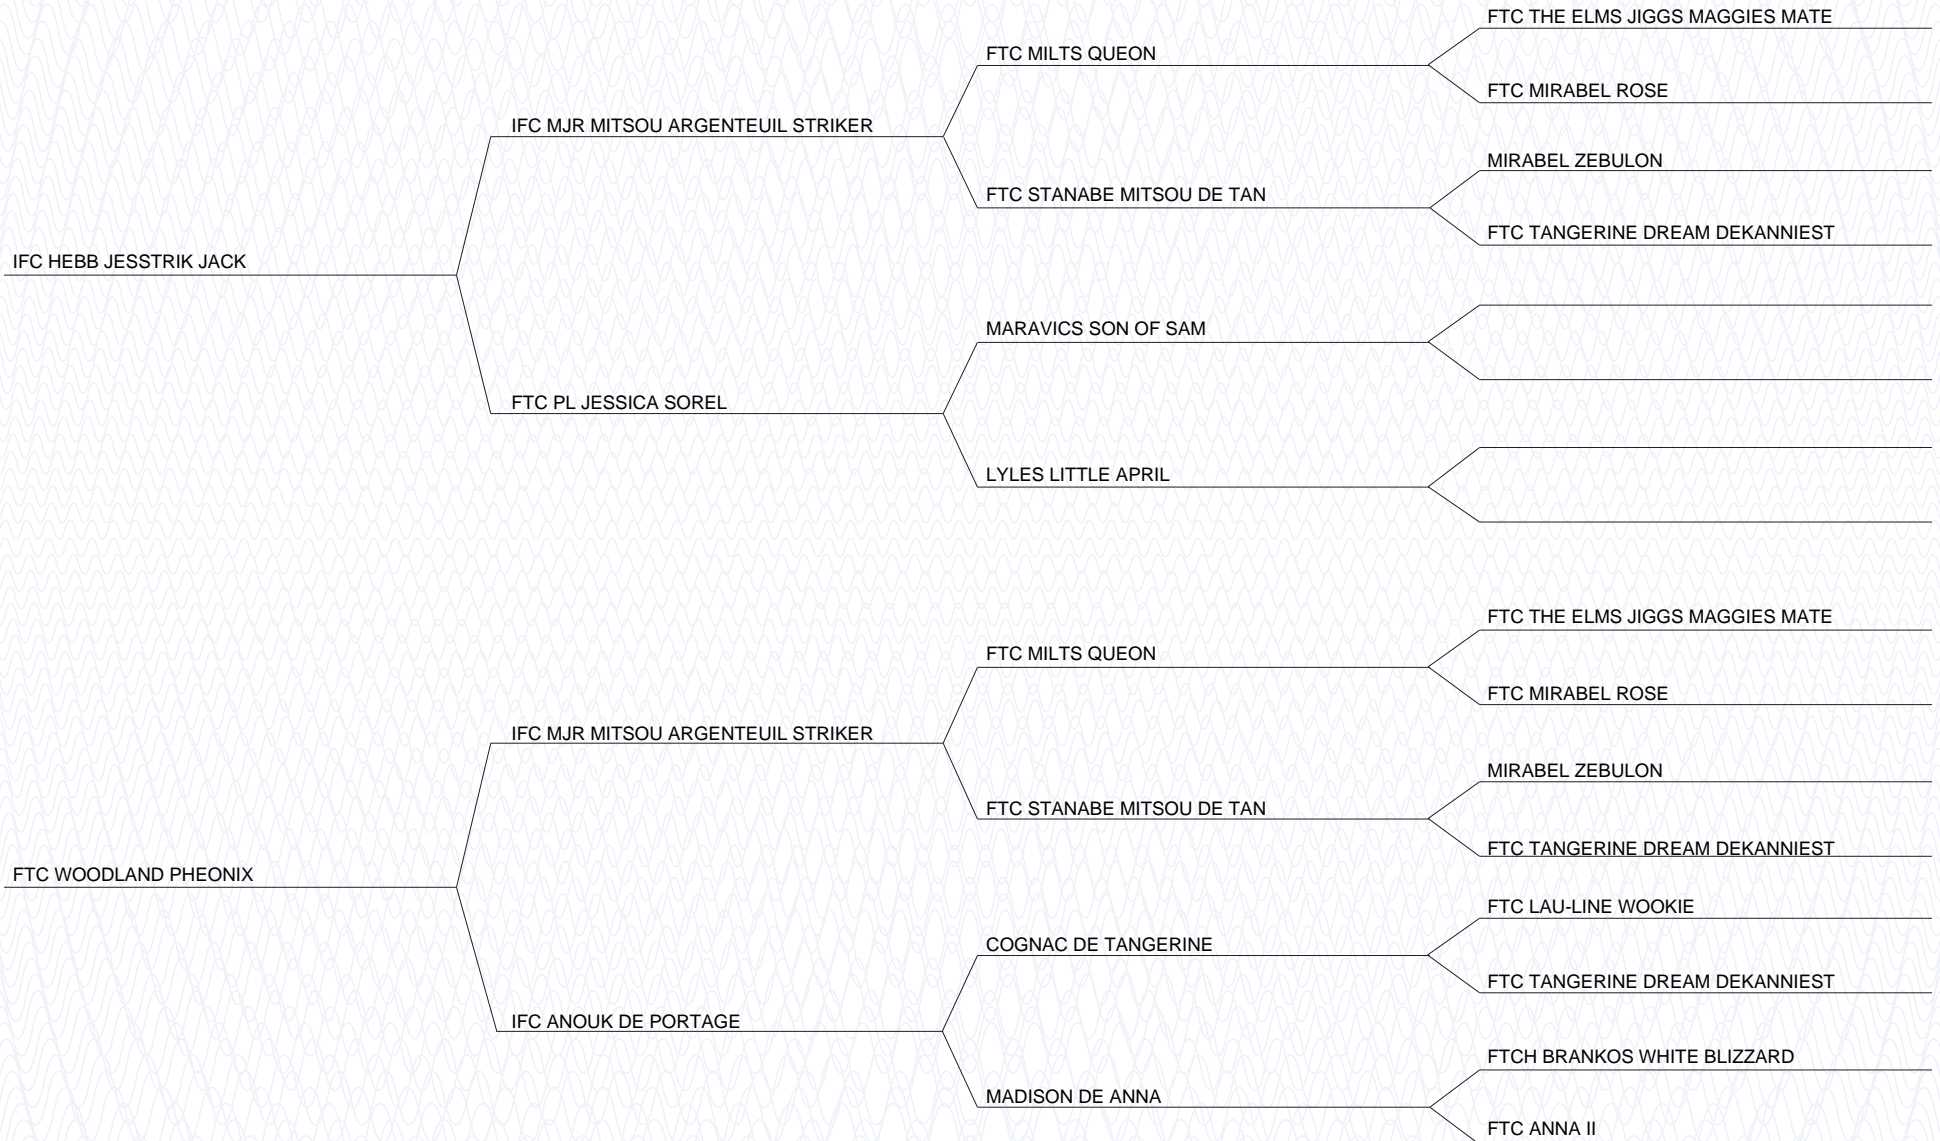 FTC THE ELMS JIGGS MAGGIES MATE
FTC MILTS QUEON
FTC MIRABEL ROSE
IFC MJR MITSOU ARGENTEUIL STRIKER
MIRABEL ZEBULON
FTC STANABE MITSOU DE TAN
FTC TANGERINE DREAM DEKANNIEST
IFC HEBB JESSTRIK JACK
MARAVICS SON OF SAM
FTC PL JESSICA SOREL
LYLES LITTLE APRIL
FTC THE ELMS JIGGS MAGGIES MATE
FTC MILTS QUEON
FTC MIRABEL ROSE
IFC MJR MITSOU ARGENTEUIL STRIKER
MIRABEL ZEBULON
FTC STANABE MITSOU DE TAN
FTC TANGERINE DREAM DEKANNIEST
FTC WOODLAND PHEONIX
FTC LAU-LINE WOOKIE
COGNAC DE TANGERINE
FTC TANGERINE DREAM DEKANNIEST
IFC ANOUK DE PORTAGE
FTCH BRANKOS WHITE BLIZZARD
MADISON DE ANNA
FTC ANNA II